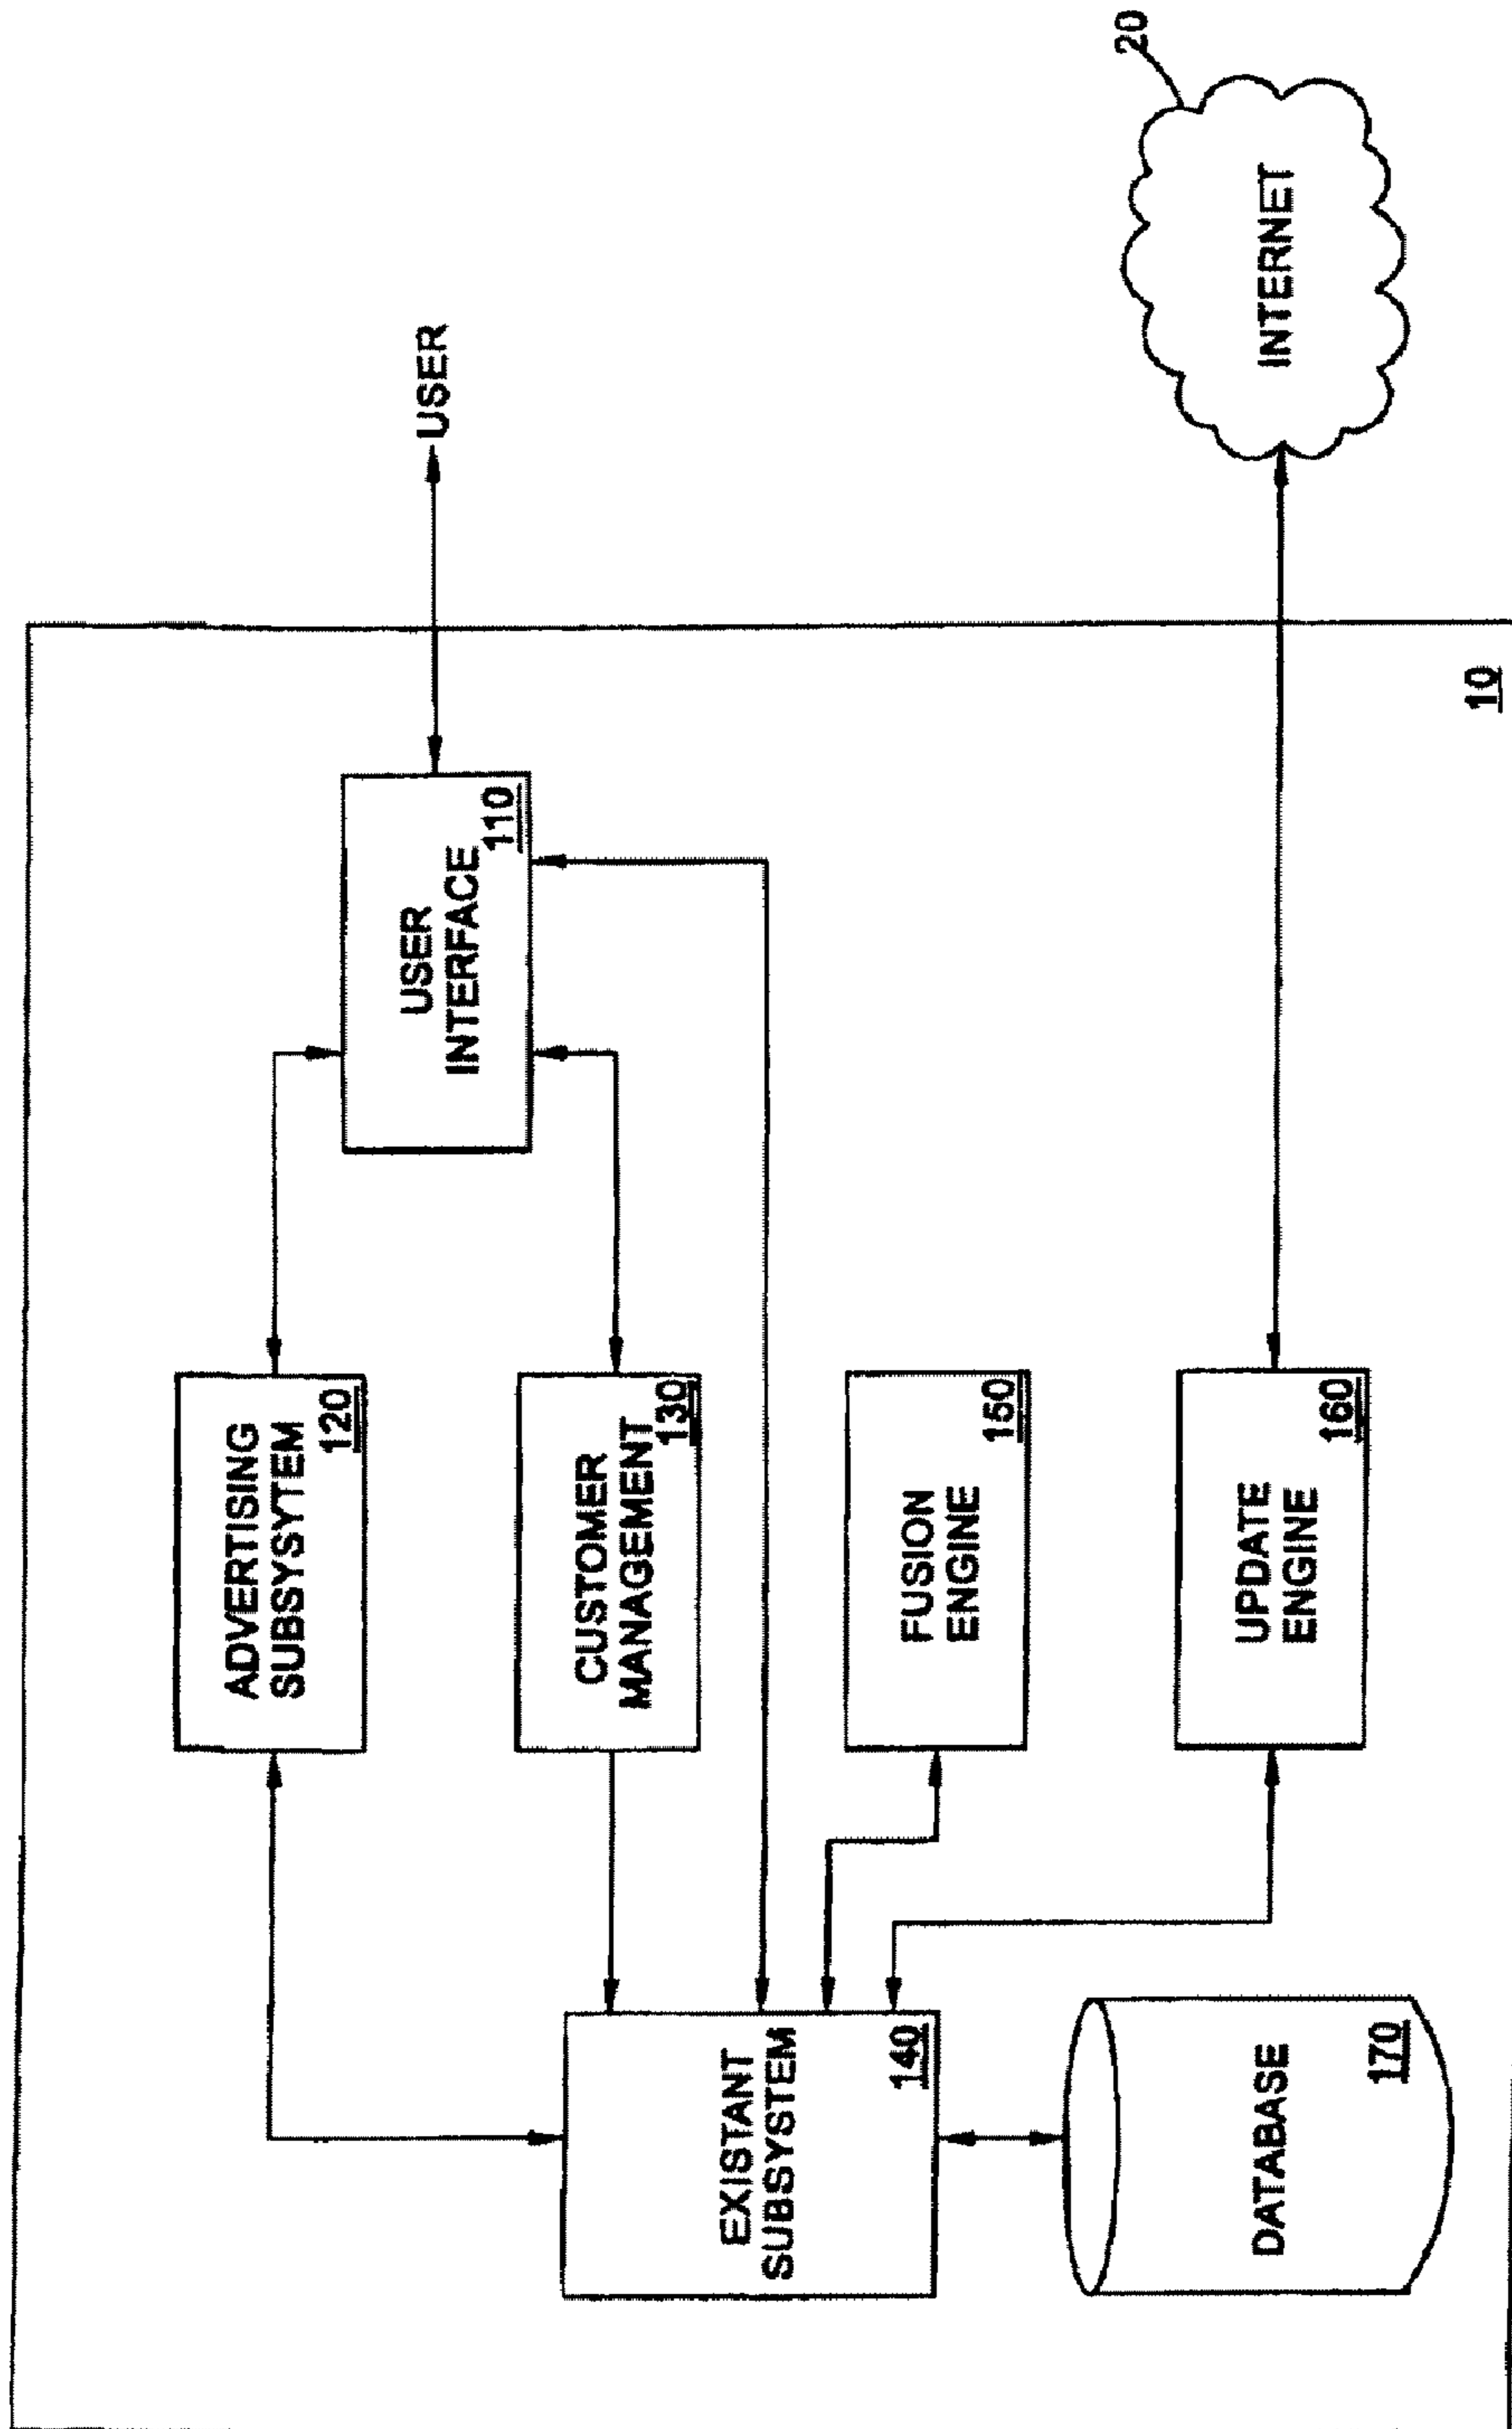 ADVERTISING
SUBSYTEM
120
USER
INTERFACE
110
USER
CUSTOMER
MANAGEMENT
130
EXISTANT
SUBSYSTEM
140
FUSION
ENGINE
150
UPDATE
ENGINE
160
DATABASE
170
INTERNET
20
10